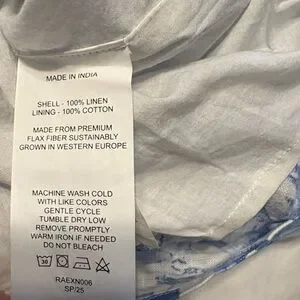 MADE IN INDIA
SHELL - 100% LINEN
LINING - 100% COTTON
MADE FROM PREMIUM
FLAX FIBER SUSTAINABLY
GROWN IN WESTERN EUROPE
MACHINE WASH COLD
WITH LIKE COLORS
GENTLE CYCLE
TUMBLE DRY LOW
REMOVE PROMPTLY
WARM IRON IF NEEDED
DO NOT BLEACH
30
RAEXN006
SP/25